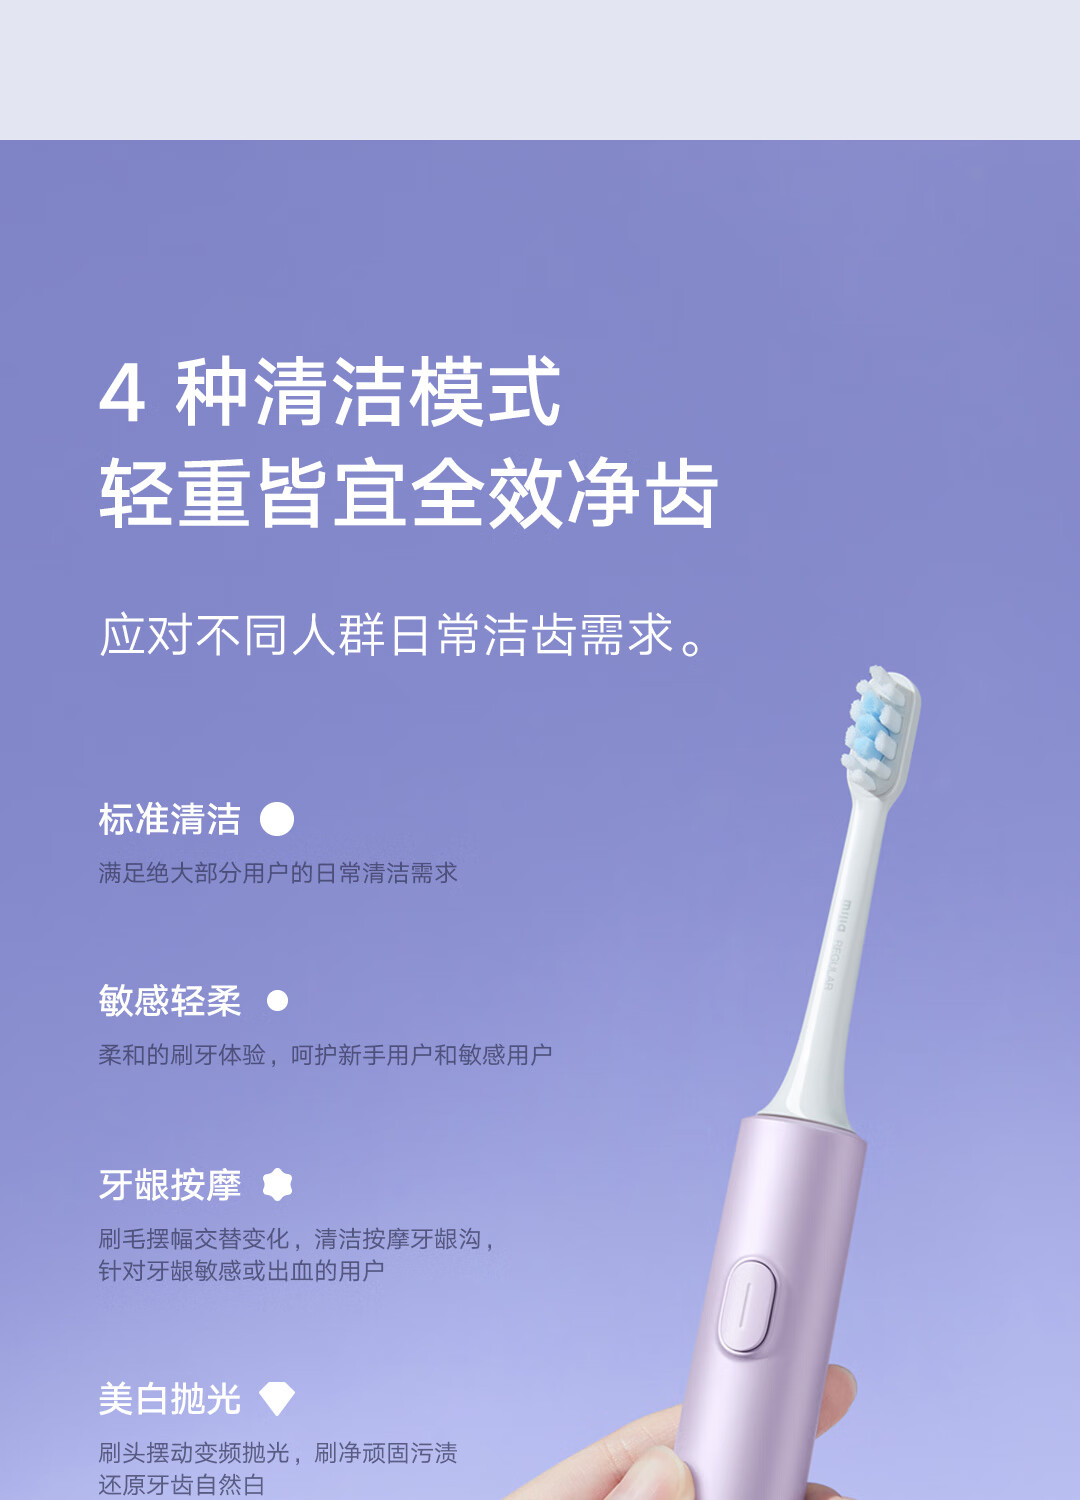 4 种清洁模式
轻重皆宜全效净齿
应对不同人群日常洁齿需求。
标准清洁
满足绝大部分用户的日常清洁需求
敏感轻柔
柔和的刷牙体验，呵护新手用户和敏感用户
牙龈按摩
刷毛摆幅交替变化，清洁按摩牙龈沟，
针对牙龈敏感或出血的用户
美白抛光
刷头摆动变频抛光，刷净顽固污渍
还原牙齿自然白
mijia REGULAR